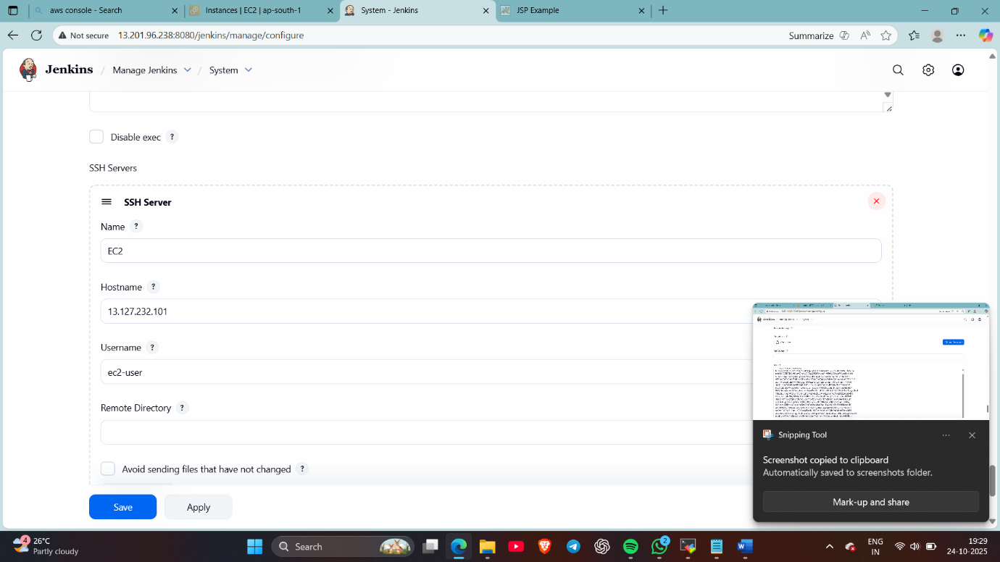 aws console - Search
Instances | EC2 | ap-south-1
System - Jenkins
JSP Example
Not secure
13.201.96.238:8080/jenkins/manage/configure
Summarize
Jenkins / Manage Jenkins / System
Disable exec ?
SSH Servers
SSH Server
Name ?
EC2
Hostname ?
13.127.232.101
Username ?
ec2-user
Remote Directory ?
Avoid sending files that have not changed ?
Save
Apply
Snipping Tool
Screenshot copied to clipboard
Automatically saved to screenshots folder.
Mark-up and share
4
26°C
Partly cloudy
Search
2
ENG
IN
19:29
24-10-2025